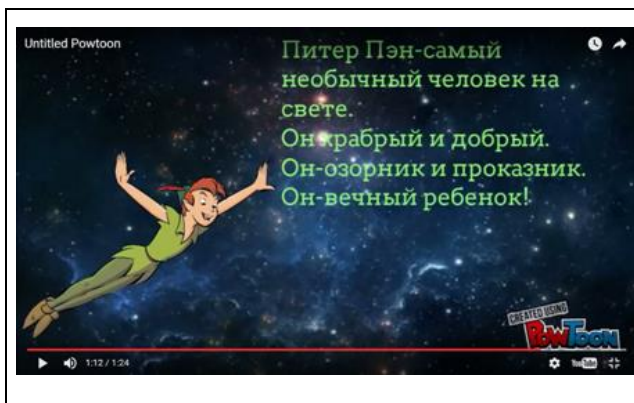 Untitled Powtoon
Питер Пэн-самый
необычный человек на
свете.
Он храбрый и добрый.
Он-озорник и проказник.
Он-вечный ребенок!
CREATED USING
POWTOON
1:12 / 1:24
YouTube